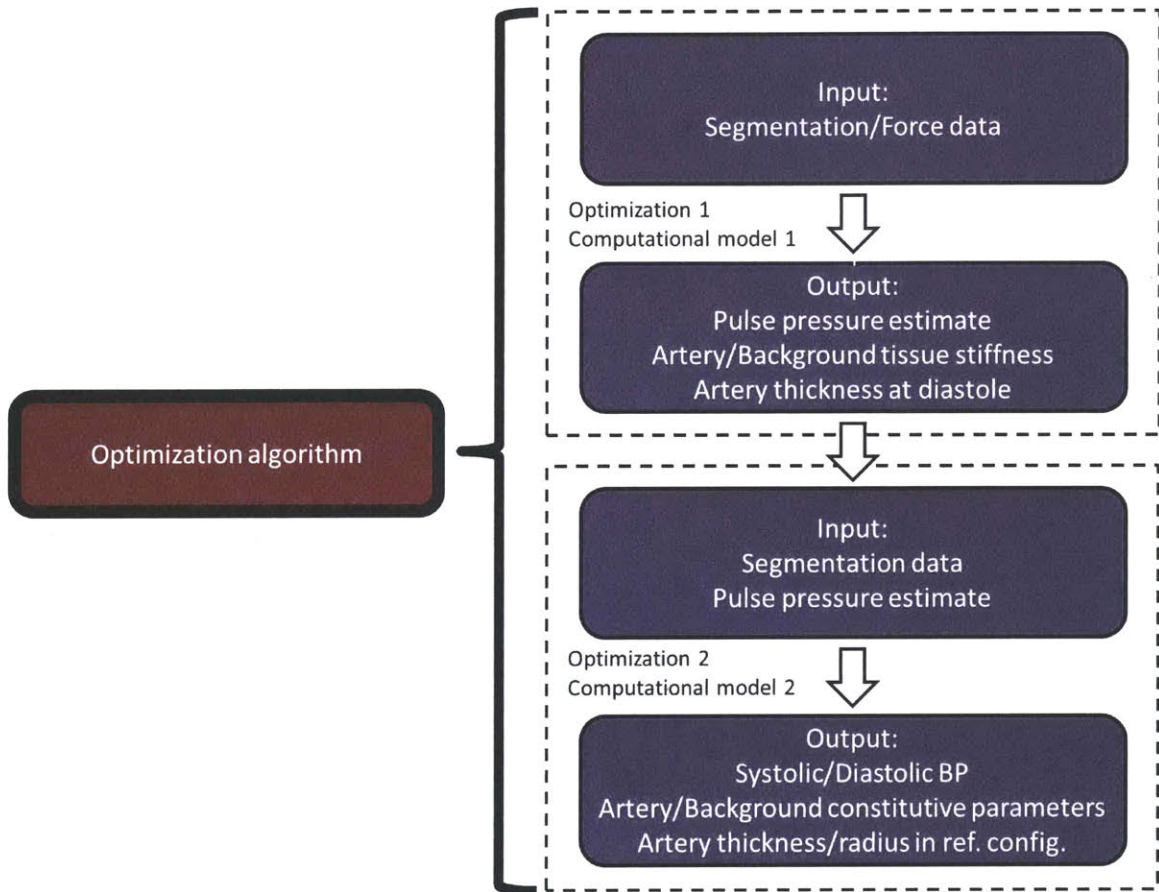 Input:
Segmentation/Force data
Optimization 1
Computational model 1
Output:
Pulse pressure estimate
Artery/Background tissue stiffness
Artery thickness at diastole
Optimization algorithm
Input:
Segmentation data
Pulse pressure estimate
Optimization 2
Computational model 2
Output:
Systolic/Diastolic BP
Artery/Background constitutive parameters
Artery thickness/radius in ref. config.